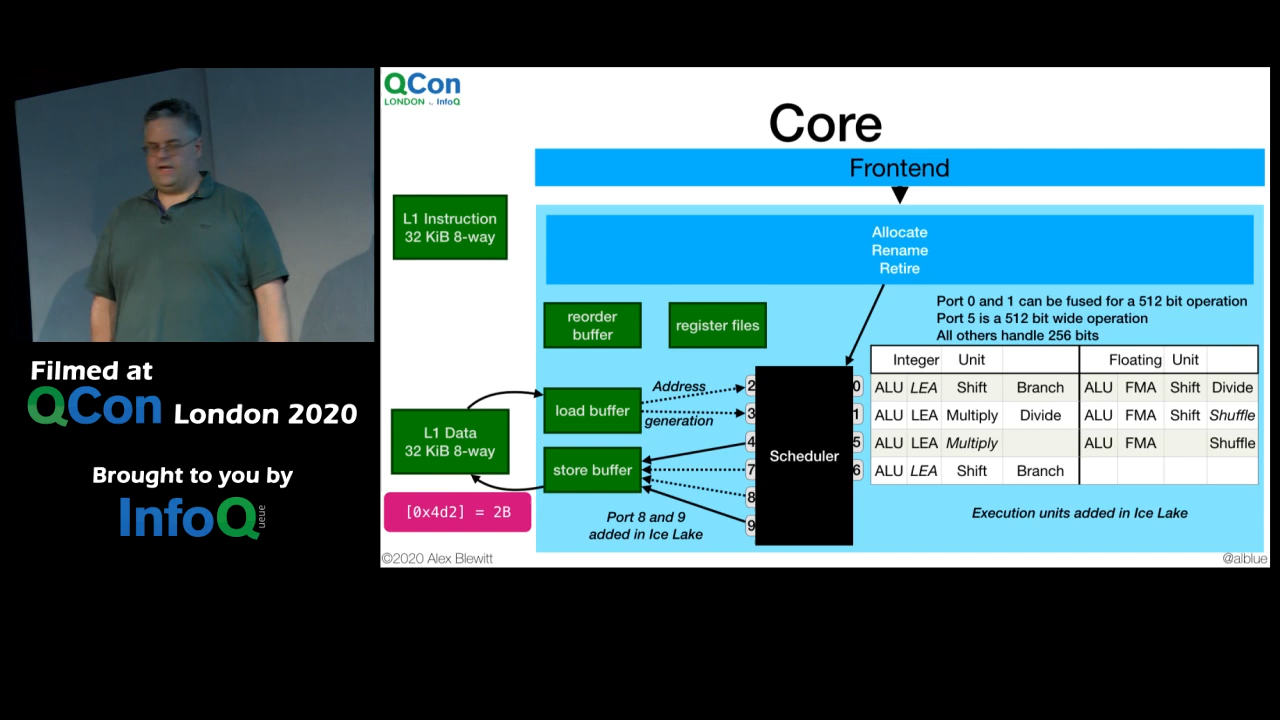 QCon
LONDON by InfoQ
Core
Frontend
L1 Instruction
32 KiB 8-way
Allocate
Rename
Retire
reorder
buffer
register files
Port 0 and 1 can be fused for a 512 bit operation
Port 5 is a 512 bit wide operation
All others handle 256 bits
Integer Unit Floating Unit
0 ALU LEA Shift Branch ALU FMA Shift Divide
1 ALU LEA Multiply Divide ALU FMA Shift Shuffle
5 ALU LEA Multiply ALU FMA Shuffle
6 ALU LEA Shift Branch
L1 Data
32 KiB 8-way
load buffer
store buffer
Address
generation
2
3
4
7
8
9
Scheduler
[0x4d2] = 2B
Port 8 and 9
added in Ice Lake
Execution units added in Ice Lake
©2020 Alex Blewitt
@alblue
Filmed at
QCon London 2020
Brought to you by
InfoQueue